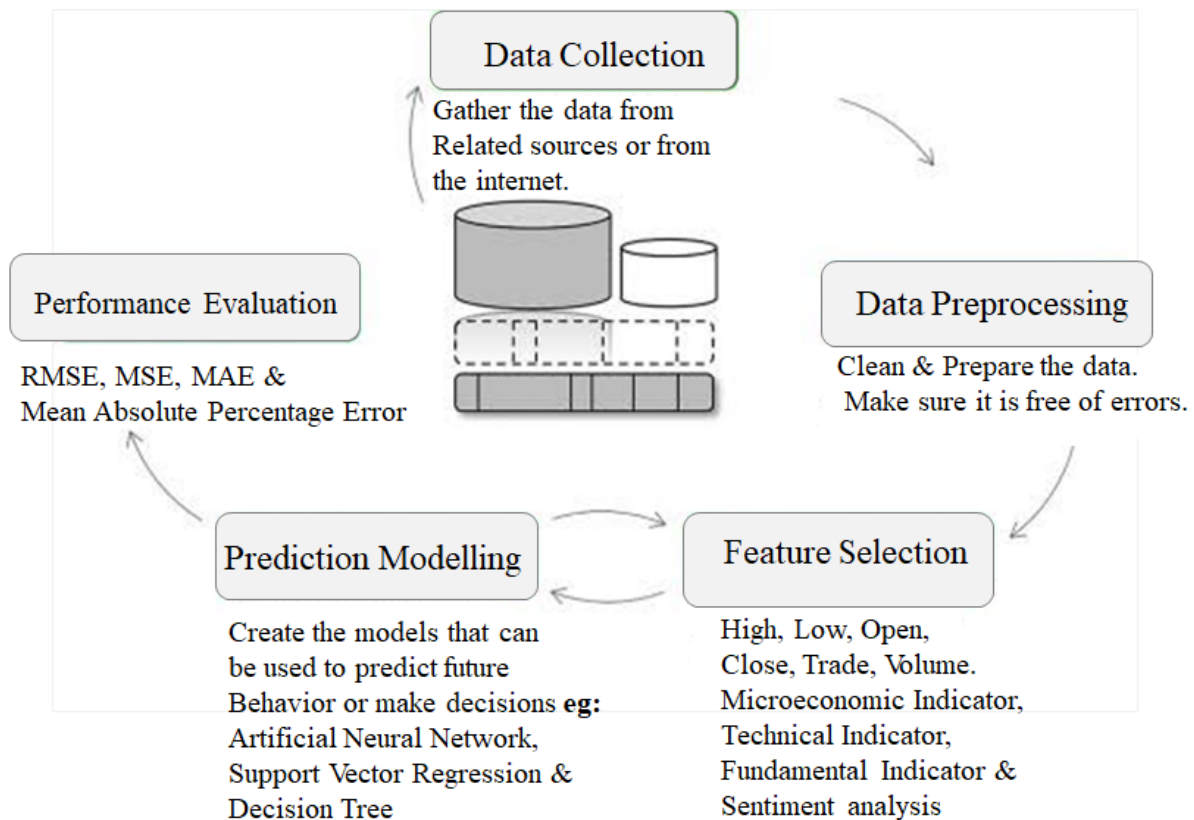 Data Collection
Gather the data from
Related sources or from
the internet.
Performance Evaluation
RMSE, MSE, MAE &
Mean Absolute Percentage Error
Data Preprocessing
Clean & Prepare the data.
Make sure it is free of errors.
Prediction Modelling
Create the models that can
be used to predict future
Behavior or make decisions eg:
Artificial Neural Network,
Support Vector Regression &
Decision Tree
Feature Selection
High, Low, Open,
Close, Trade, Volume.
Microeconomic Indicator,
Technical Indicator,
Fundamental Indicator &
Sentiment analysis